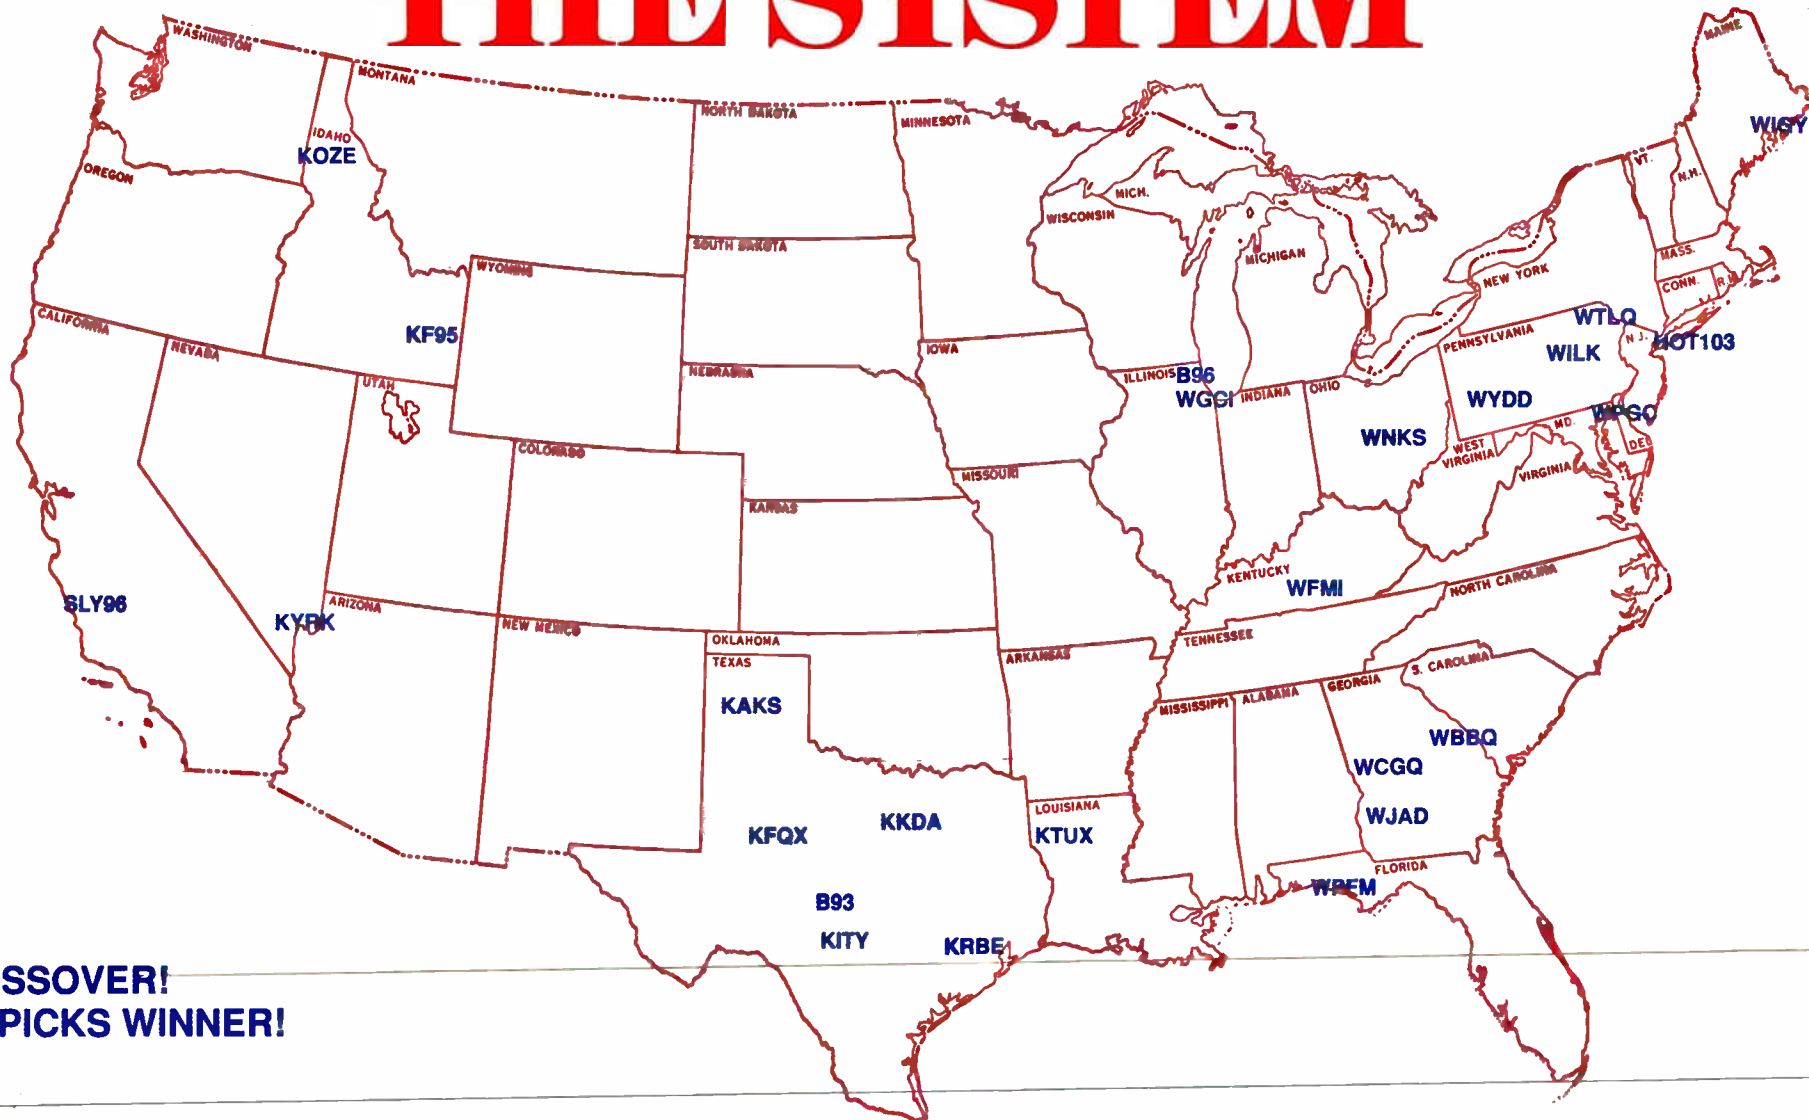 THE SISTEM
WASHINGTON
MONTANA
NORTH DAKOTA
MINNESOTA
MAINE
IDAHO
KOZE
WIGY
OREGON
VT.
N.H.
MICH.
WISCONSIN
SOUTH DAKOTA
MICHIGAN
MASS.
WYOMING
NEW YORK
CONN.
R.I.
CALIFORNIA
KF95
WTLQ
NEVADA
IOWA
PENNSYLVANIA
WILK
N.J.
HOT103
UTAH
NEBRASKA
ILLINOIS
B96
WGCI
INDIANA
OHIO
WYDD
WPGC
WNKS
MD.
WEST
VIRGINIA
DEL
COLORADO
MISSOURI
VIRGINIA
KANSAS
SLY96
KYRK
ARIZONA
KENTUCKY
WFMI
NORTH CAROLINA
NEW MEXICO
OKLAHOMA
TENNESSEE
TEXAS
ARKANSAS
S. CAROLINA
KAKS
MISSISSIPPI
ALABAMA
GEORGIA
WBBQ
WCGQ
LOUISIANA
WJAD
KFQX
KKDA
KTUX
FLORIDA
WPFM
B93
KITY
KRBE
SSOVER!
PICKS WINNER!